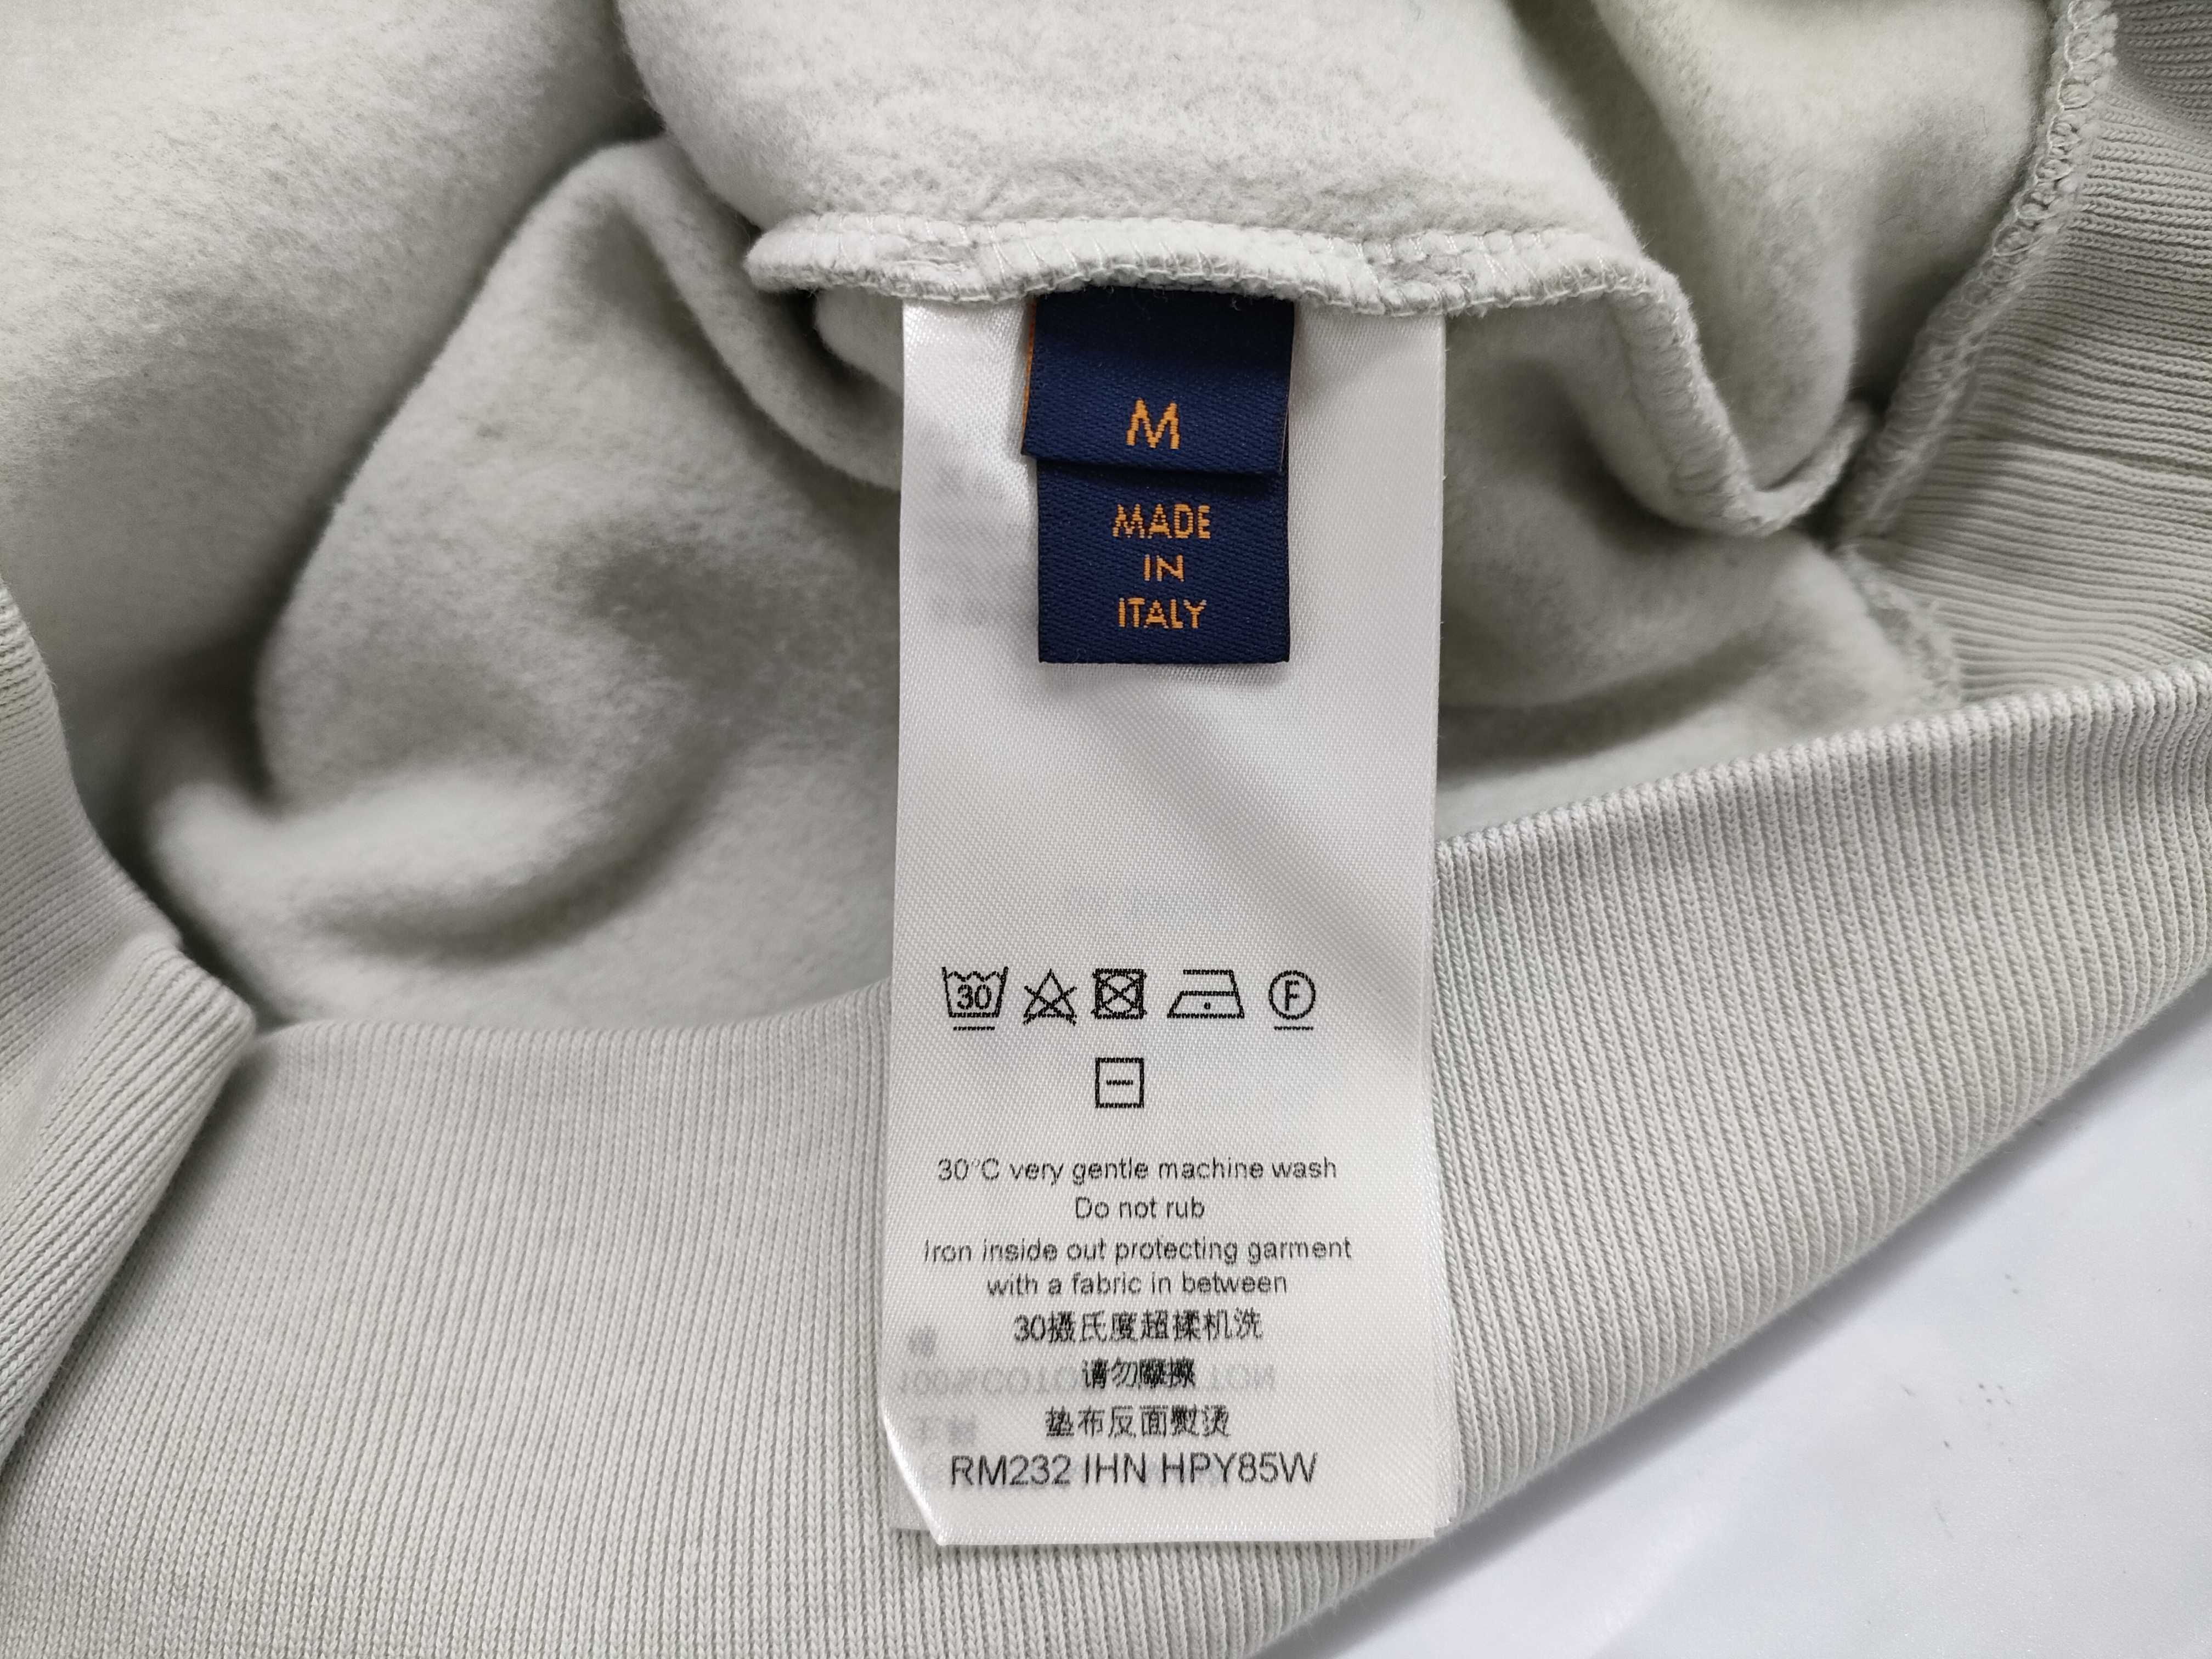 M
MADE
IN
ITALY
30 F
30°C very gentle machine wash
Do not rub
Iron inside out protecting garment
with a fabric in between
30摄氏度超揉机洗
请勿摩擦
垫布反面熨烫
RM232 IHN HPY85W